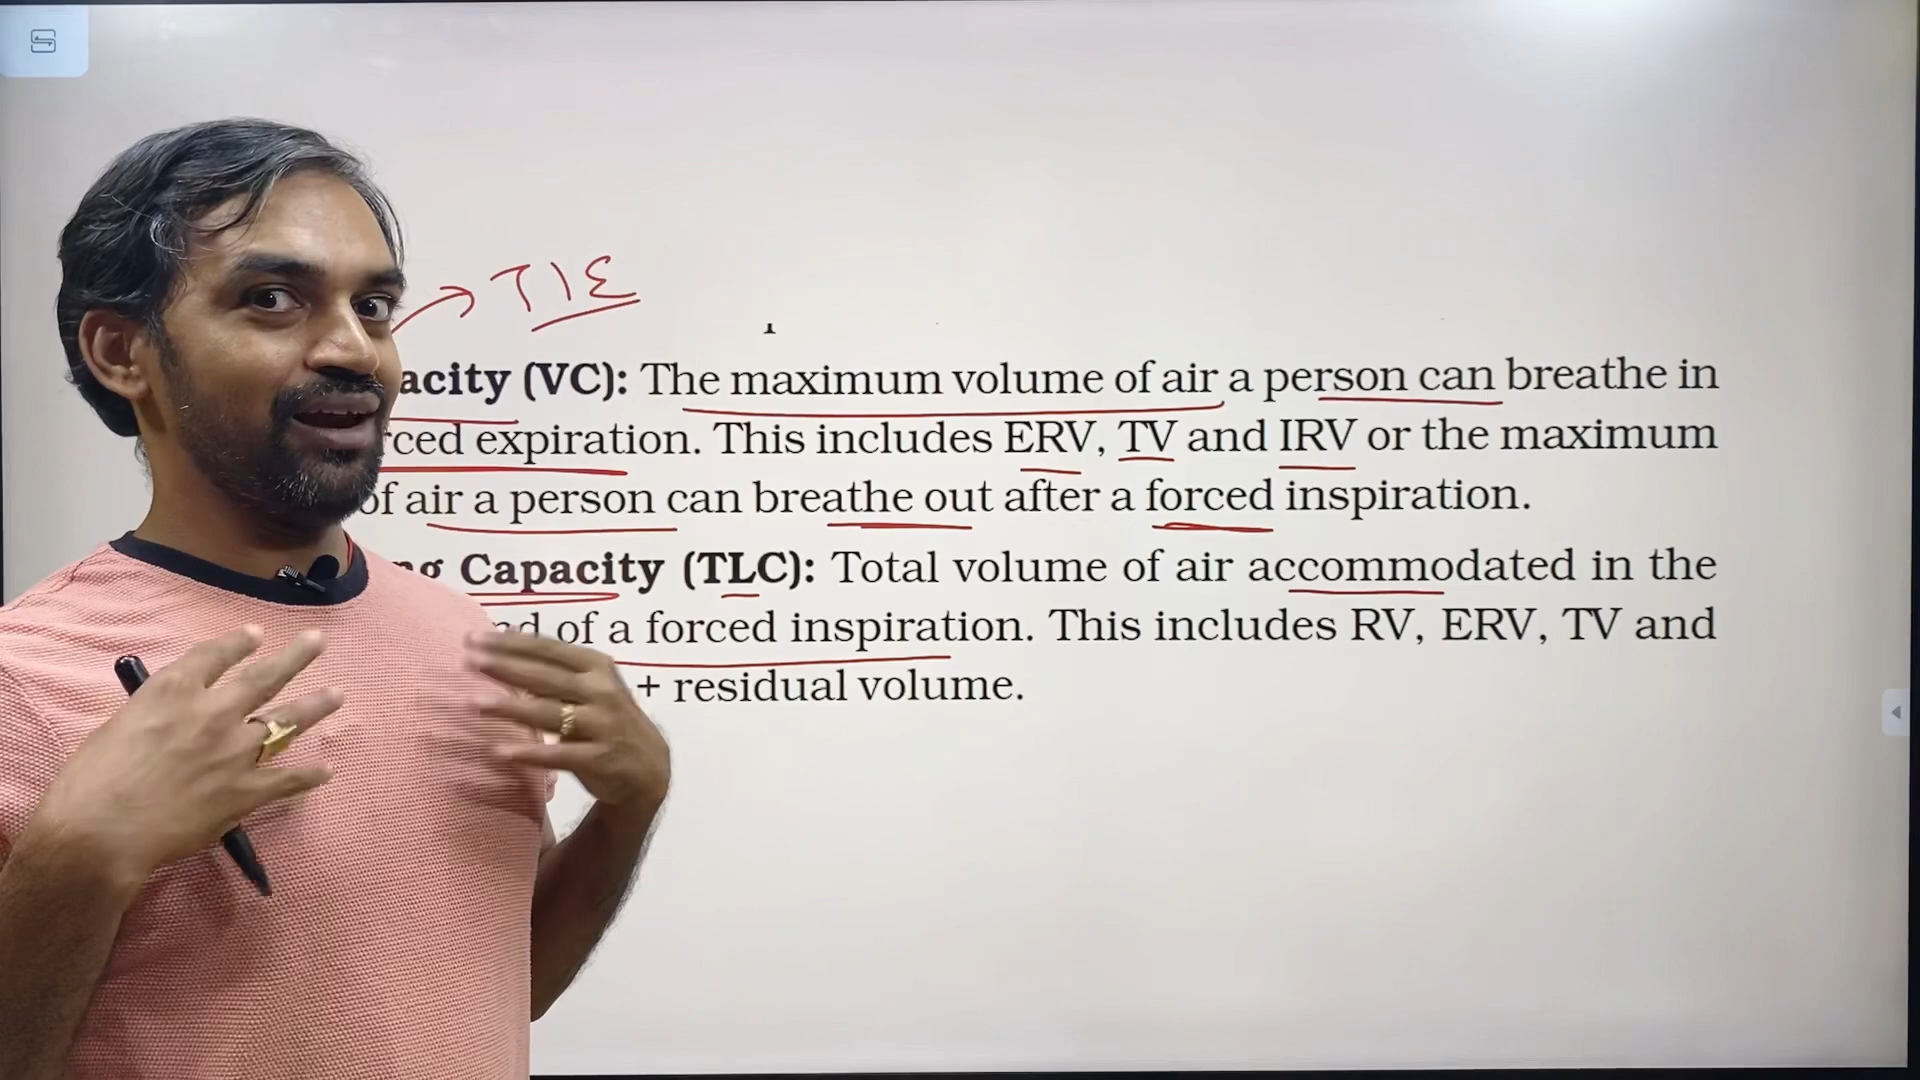 TIE
acity (VC): The maximum volume of air a person can breathe in
rced expiration. This includes ERV, TV and IRV or the maximum
of air a person can breathe out after a forced inspiration.
ng Capacity (TLC): Total volume of air accommodated in the
nd of a forced inspiration. This includes RV, ERV, TV and
+ residual volume.